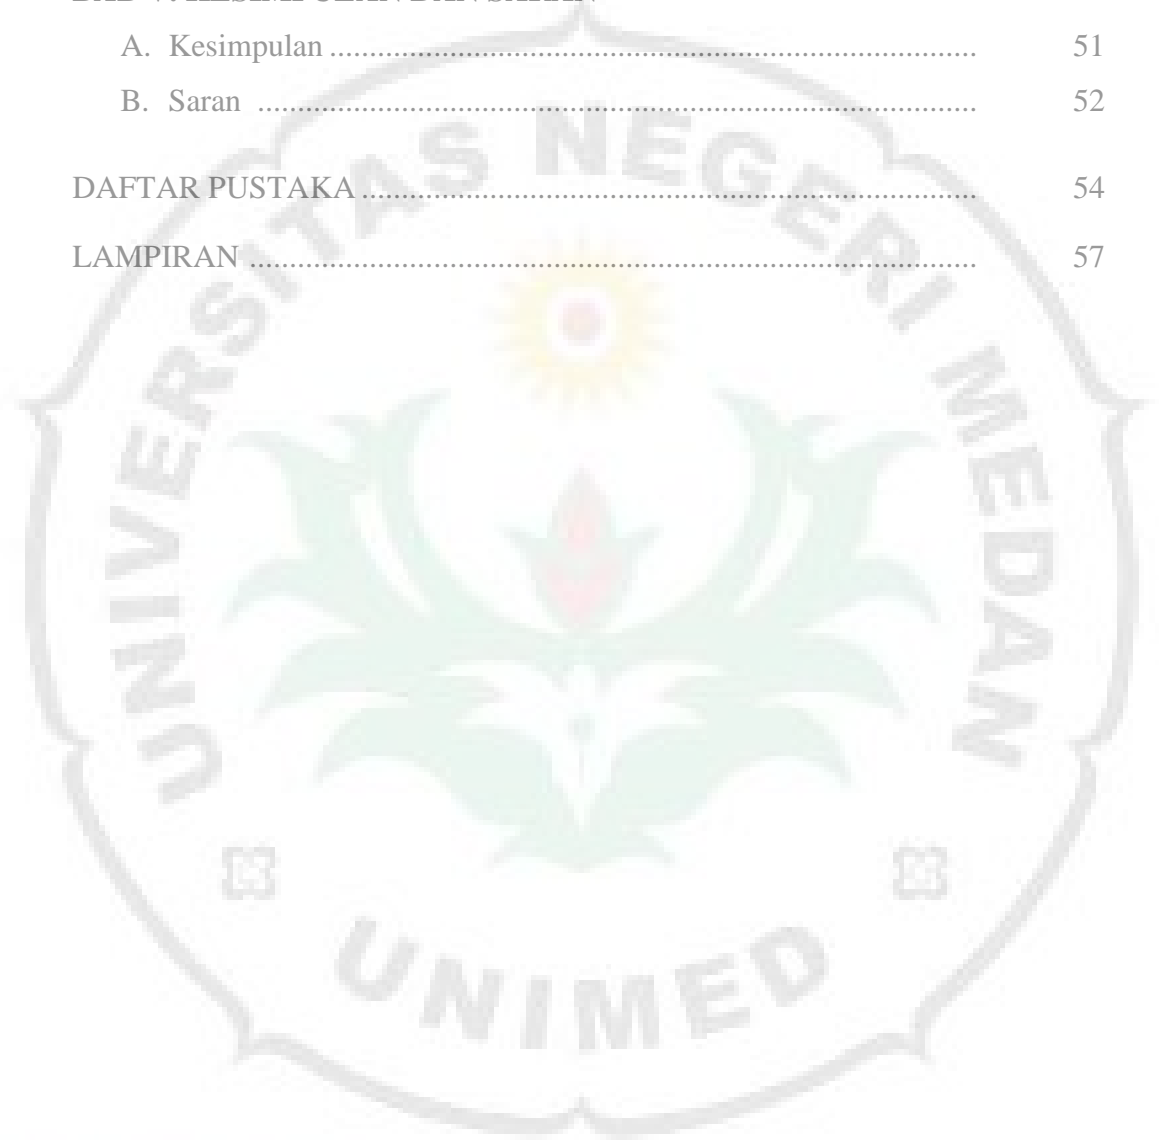 A. Kesimpulan ................................................................................... 51
B. Saran ............................................................................................ 52
DAFTAR PUSTAKA ............................................................................... 54
LAMPIRAN ............................................................................................. 57
UNIVERSITAS NEGERI MEDAN
UNIMED